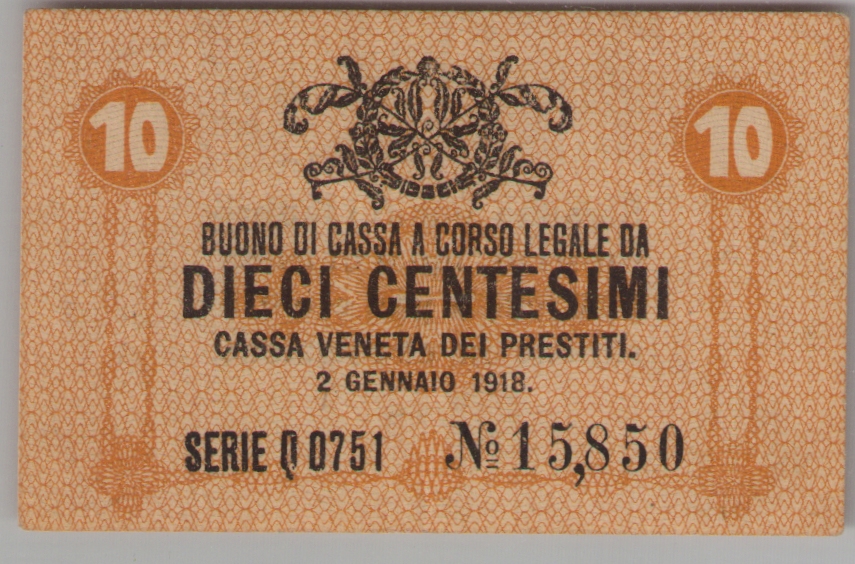 10 10
BUONO DI CASSA A CORSO LEGALE DA
DIECI CENTESIMI
CASSA VENETA DEI PRESTITI.
2 GENNAIO 1918.
SERIE Q 0751 № 15,850